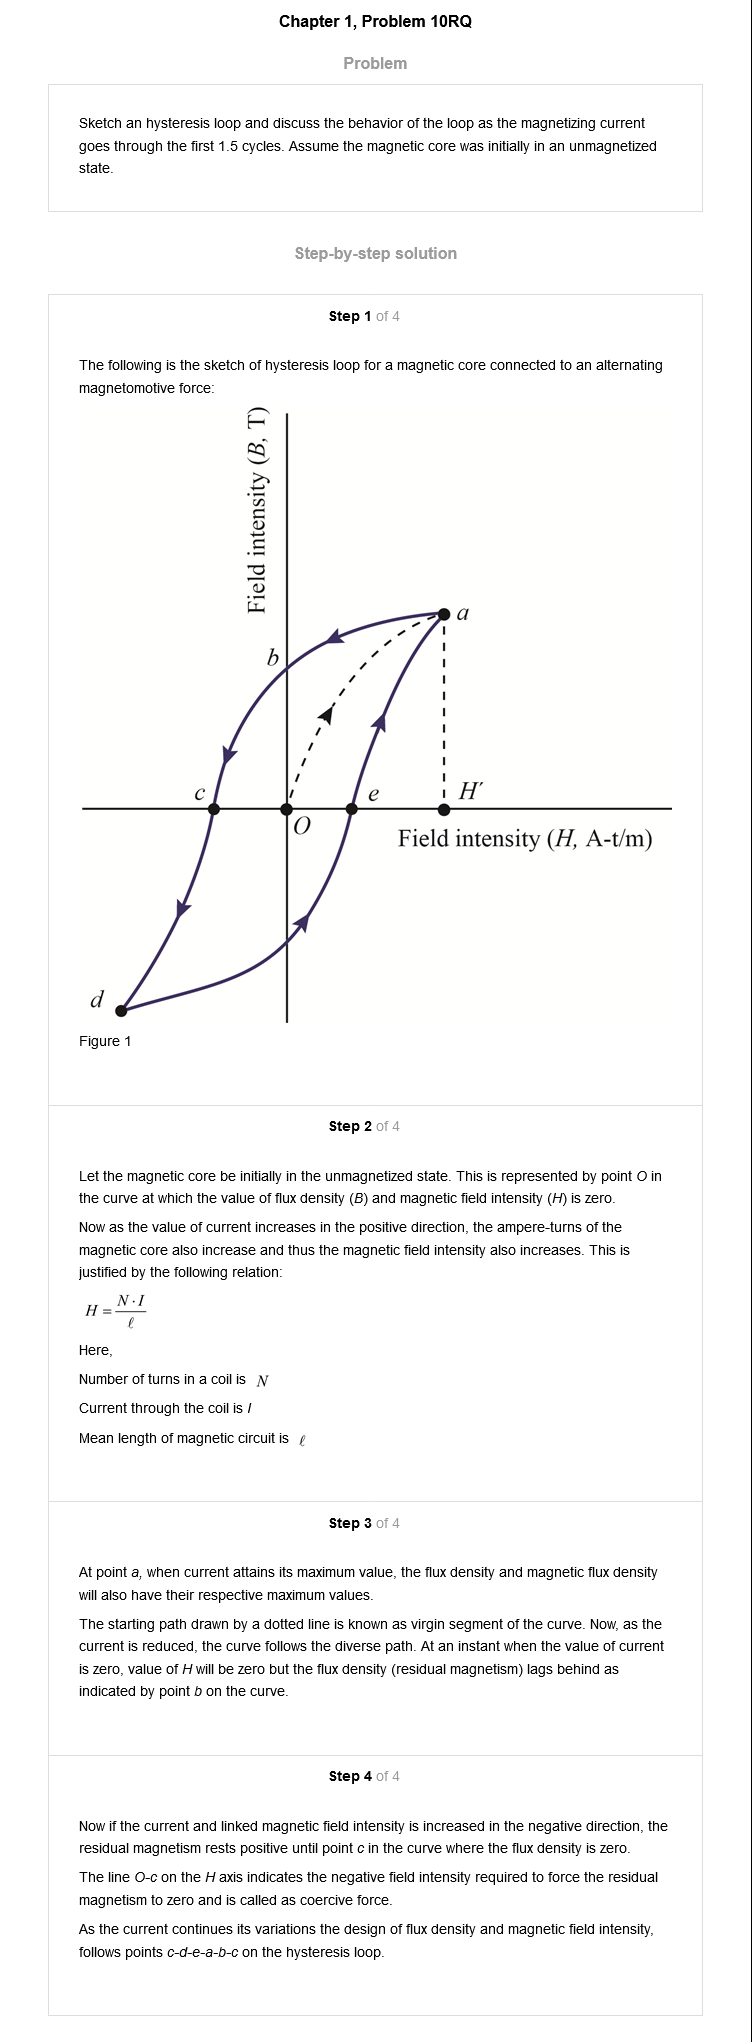 Chapter 1, Problem 10RQ
Problem
Sketch an hysteresis loop and discuss the behavior of the loop as the magnetizing current
goes through the first 1.5 cycles. Assume the magnetic core was initially in an unmagnetized
state.
Step-by-step solution
Step 1 of 4
The following is the sketch of hysteresis loop for a magnetic core connected to an alternating
magnetomotive force:
Field intensity (B, T)
a
b
c
e
H′
O
Field intensity (H, A-t/m)
d
Figure 1
Step 2 of 4
Let the magnetic core be initially in the unmagnetized state. This is represented by point O in
the curve at which the value of flux density (B) and magnetic field intensity (H) is zero.
Now as the value of current increases in the positive direction, the ampere-turns of the
magnetic core also increase and thus the magnetic field intensity also increases. This is
justified by the following relation:
H = N · I / ℓ
Here,
Number of turns in a coil is N
Current through the coil is I
Mean length of magnetic circuit is ℓ
Step 3 of 4
At point a, when current attains its maximum value, the flux density and magnetic flux density
will also have their respective maximum values.
The starting path drawn by a dotted line is known as virgin segment of the curve. Now, as the
current is reduced, the curve follows the diverse path. At an instant when the value of current
is zero, value of H will be zero but the flux density (residual magnetism) lags behind as
indicated by point b on the curve.
Step 4 of 4
Now if the current and linked magnetic field intensity is increased in the negative direction, the
residual magnetism rests positive until point c in the curve where the flux density is zero.
The line O-c on the H axis indicates the negative field intensity required to force the residual
magnetism to zero and is called as coercive force.
As the current continues its variations the design of flux density and magnetic field intensity,
follows points c-d-e-a-b-c on the hysteresis loop.